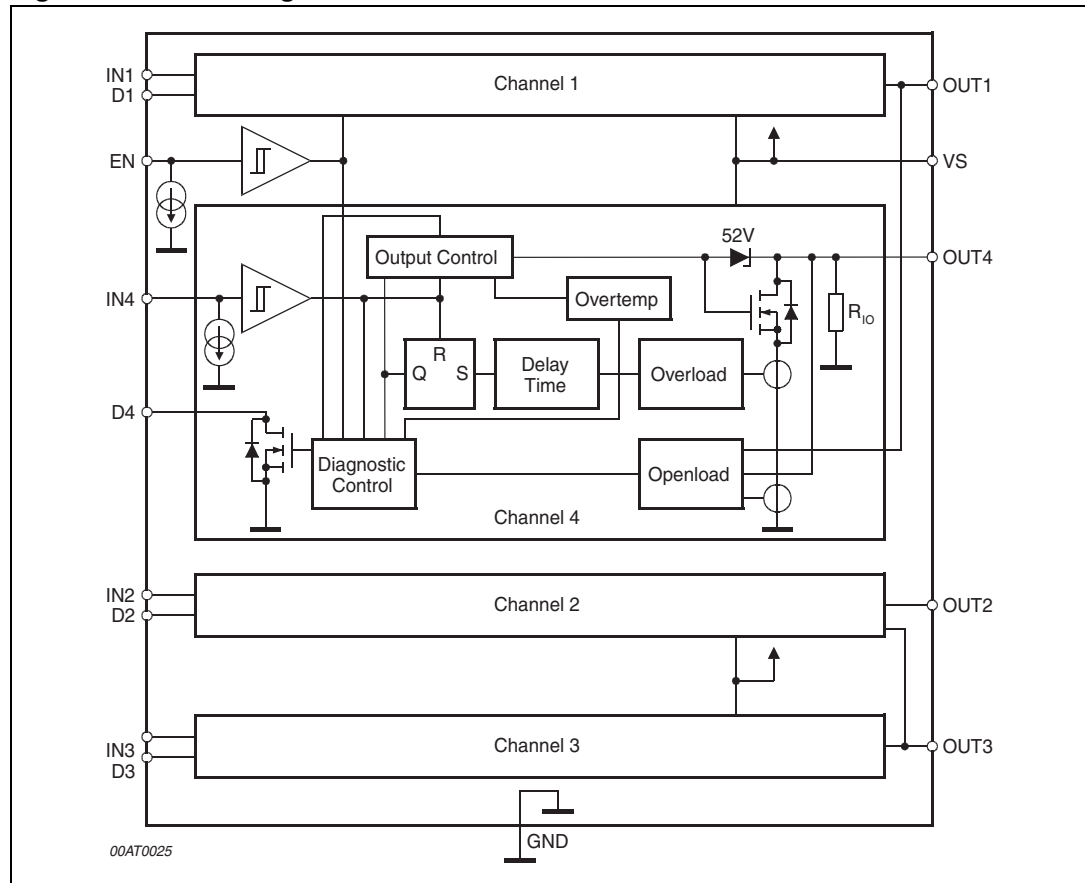 IN1
D1
Channel 1
OUT1
EN
VS
52V
Output Control
OUT4
IN4
Overtemp
R_IO
R
Q
S
Delay
Time
Overload
D4
Diagnostic
Control
Openload
Channel 4
IN2
D2
Channel 2
OUT2
IN3
D3
Channel 3
OUT3
GND
00AT0025